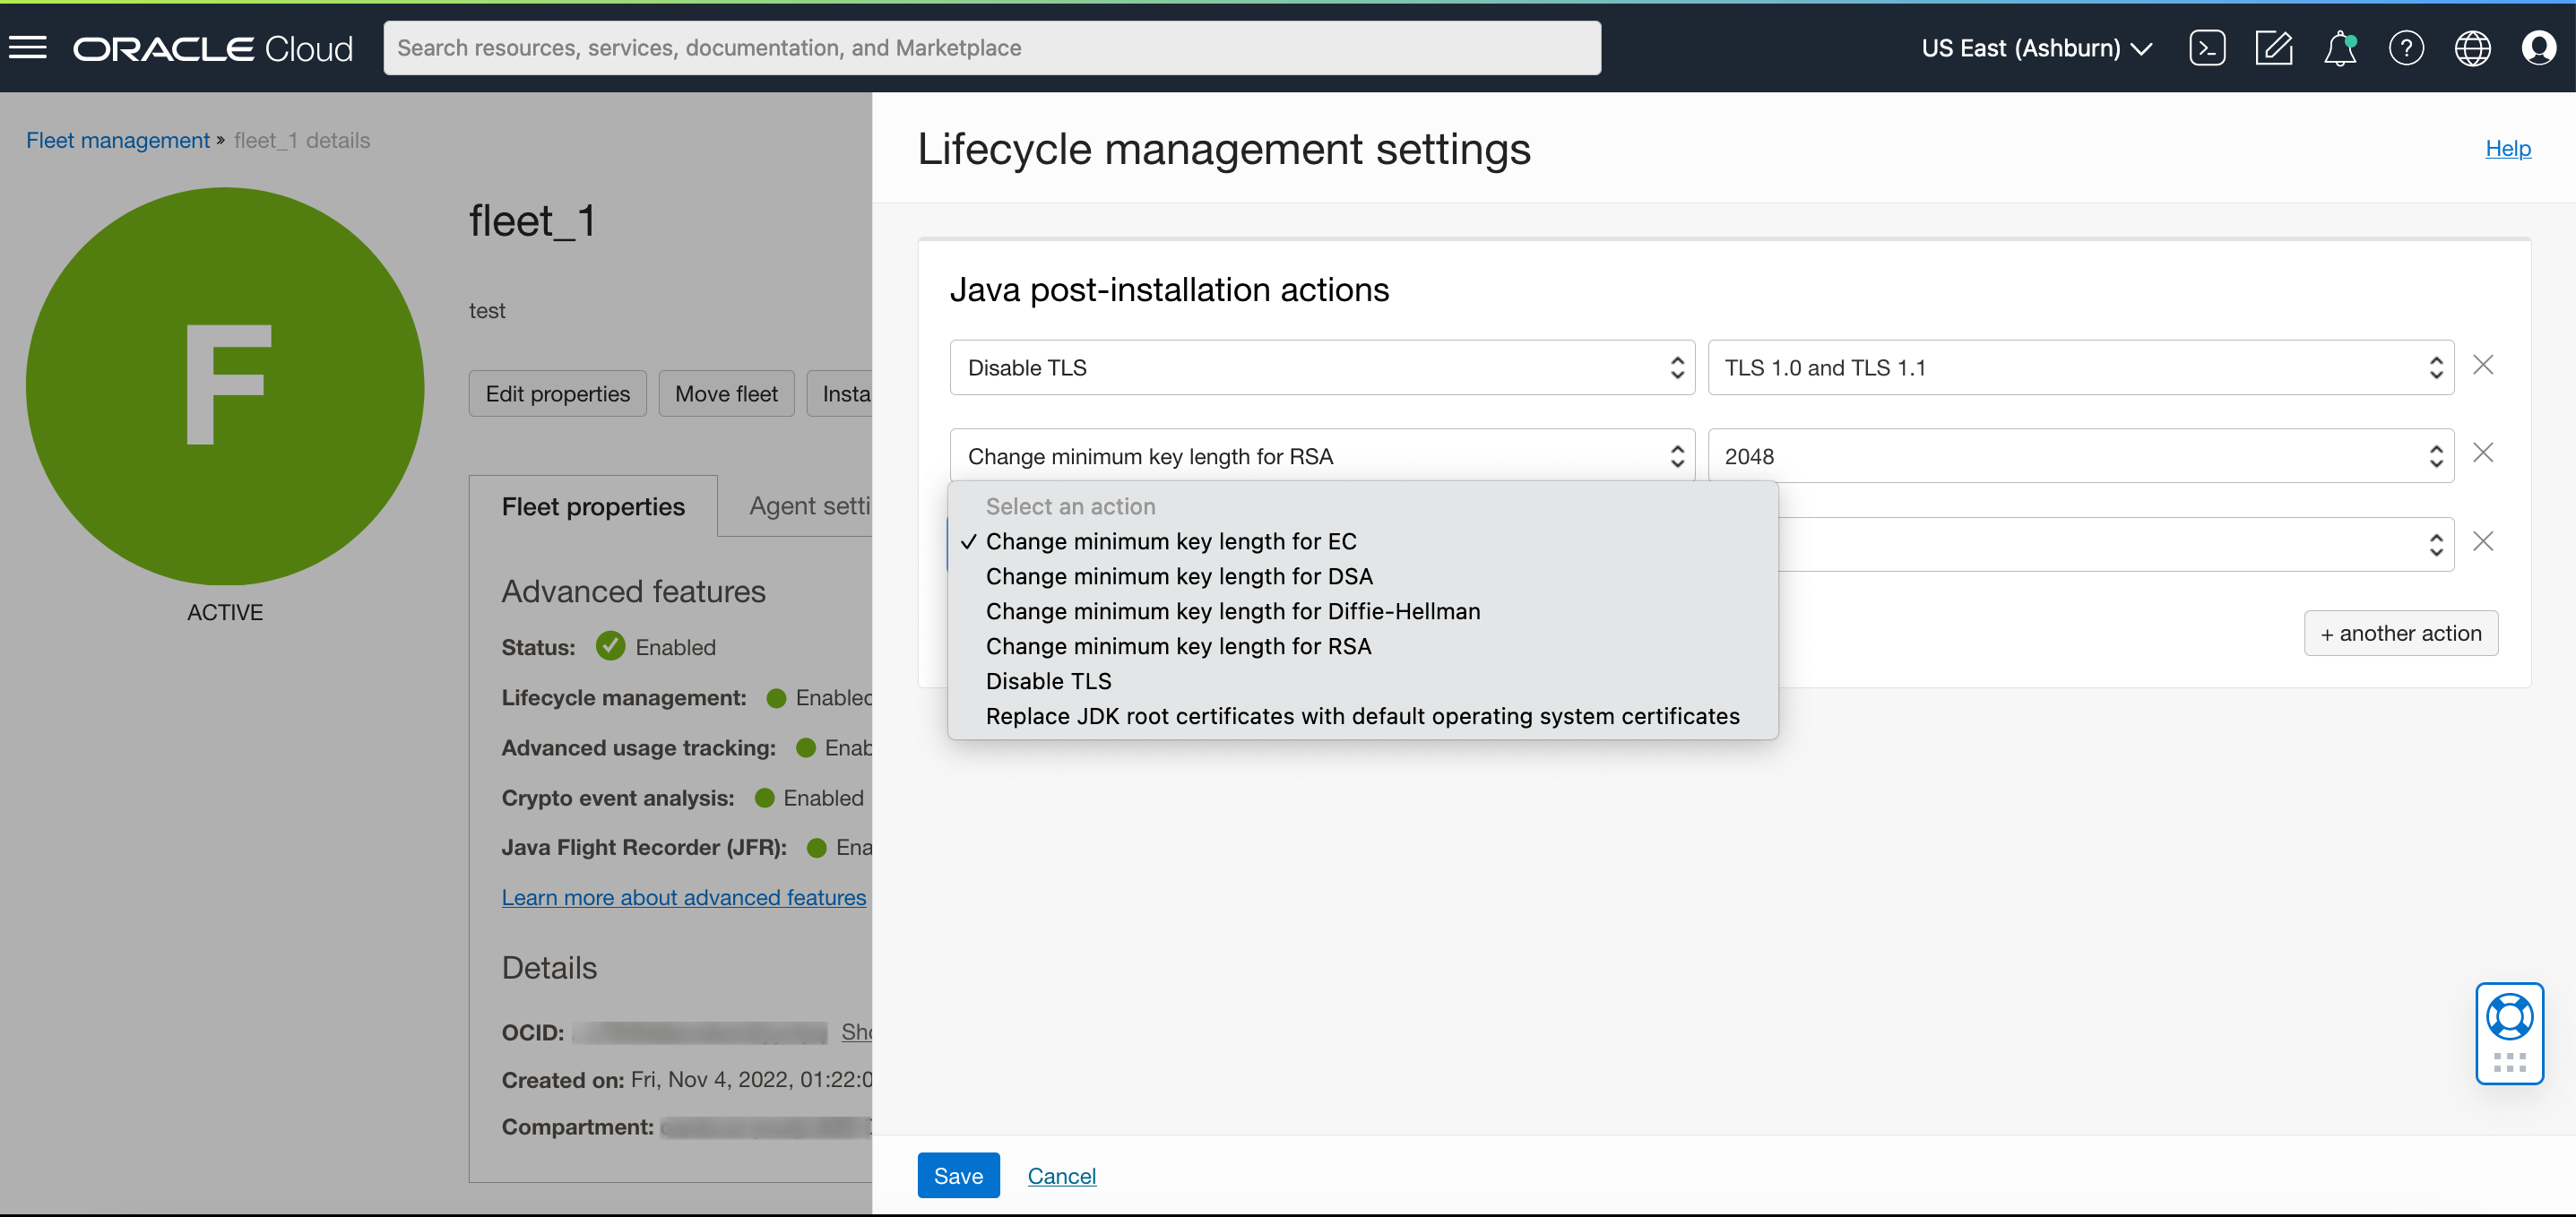 ORACLE Cloud
Search resources, services, documentation, and Marketplace
US East (Ashburn)
Fleet management » fleet_1 details
F
ACTIVE
fleet_1
test
Edit properties
Move fleet
Insta
Fleet properties
Agent setti
Advanced features
Status: Enabled
Lifecycle management: Enabled
Advanced usage tracking: Enab
Crypto event analysis: Enabled
Java Flight Recorder (JFR): Ena
Learn more about advanced features
Details
OCID: Sho
Created on: Fri, Nov 4, 2022, 01:22:0
Compartment:
Lifecycle management settings
Help
Java post-installation actions
Disable TLS
TLS 1.0 and TLS 1.1
Change minimum key length for RSA
2048
Select an action
✓ Change minimum key length for EC
Change minimum key length for DSA
Change minimum key length for Diffie-Hellman
Change minimum key length for RSA
Disable TLS
Replace JDK root certificates with default operating system certificates
+ another action
Save
Cancel